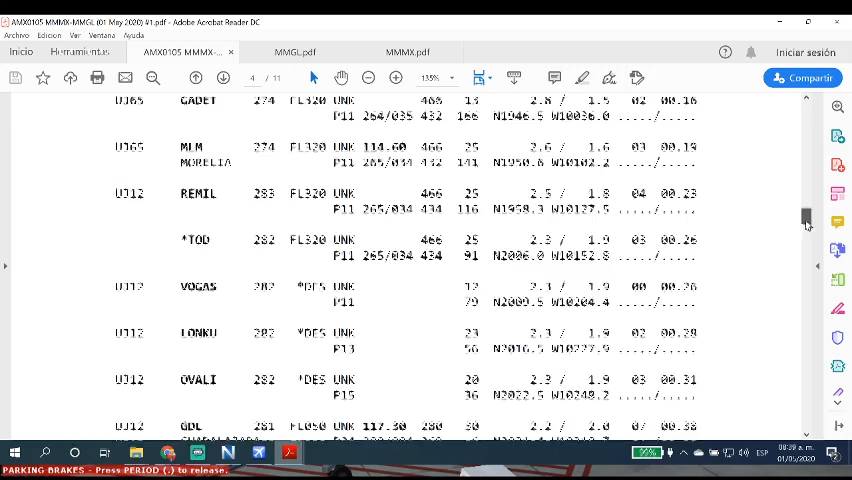 AMX0105 MMMX-MMGL (01 May 2020) #1.pdf - Adobe Acrobat Reader DC
Archivo Edicion Ver Ventana Ayuda
Inicio Herramientas AMX0105 MMMX-... × MMGL.pdf MMMX.pdf Iniciar sesión
4 / 11 135% Compartir
UJ65 GADET 274 FL320 UNK 466 13 2.6 / 1.5 02 00.16
P11 264/035 432 166 N1946.5 W10036.0 ...../.....
UJ65 MLM 274 FL320 UNK 114.60 466 25 2.6 / 1.6 03 00.19
MORELIA P11 265/034 432 141 N1950.6 W10102.2 ...../.....
UJ12 REMIL 283 FL320 UNK 466 25 2.5 / 1.8 04 00.23
P11 265/034 434 116 N1958.3 W10127.5 ...../.....
*TOD 282 FL320 UNK 466 25 2.3 / 1.9 03 00.26
P11 265/034 434 91 N2006.0 W10152.8 ...../.....
UJ12 VOGAS 282 *DES UNK 12 2.3 / 1.9 00 00.26
P11 79 N2009.5 W10204.4 ...../.....
UJ12 LONKU 282 *DES UNK 23 2.3 / 1.9 02 00.28
P13 56 N2016.5 W10227.9 ...../.....
UJ12 OVALI 282 *DES UNK 20 2.3 / 1.9 03 00.31
P15 36 N2022.5 W10248.2 ...../.....
UJ12 GDL 281 FL050 UNK 117.30 280 30 2.2 / 2.0 07 00.38
99% ESP 08:39 a. m.
01/05/2020 2
PARKING BRAKES - Press PERIOD (.) to release.